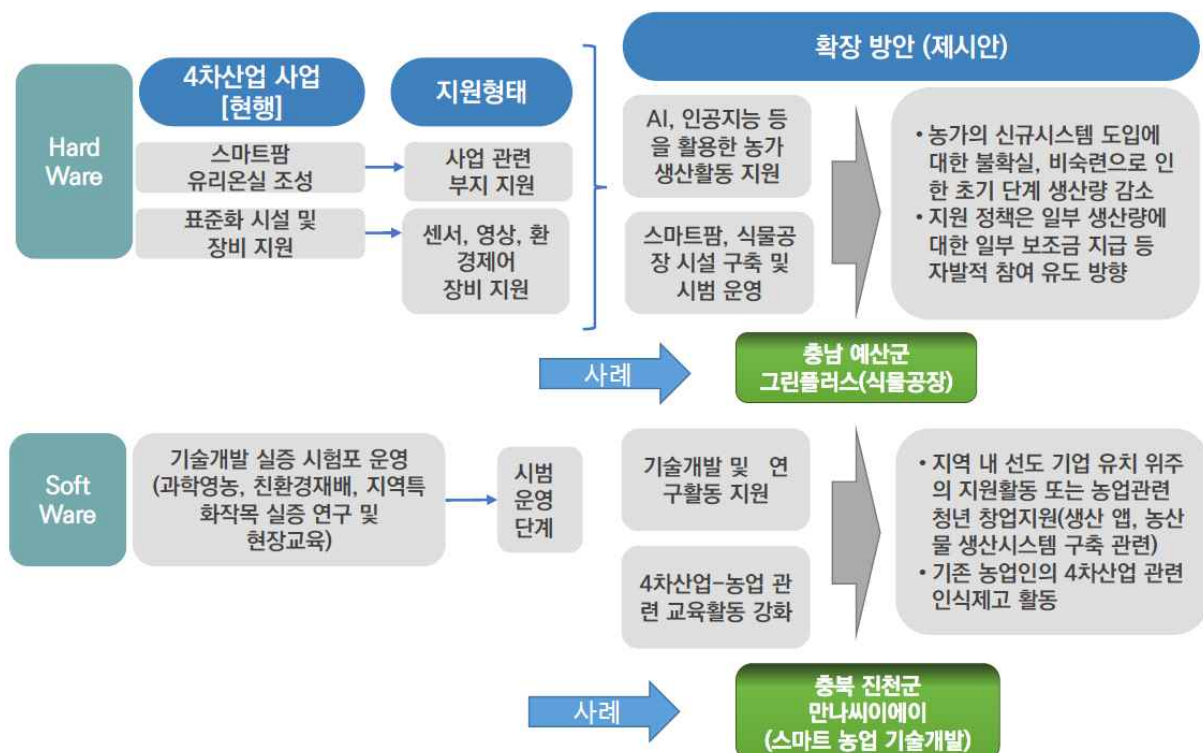 확장 방안 (제시안)
4차산업 사업
[현행]
지원형태
Hard
Ware
스마트팜
유리온실 조성
사업 관련
부지 지원
표준화 시설 및
장비 지원
센서, 영상, 환
경제어
장비 지원
AI, 인공지능 등
을 활용한 농가
생산활동 지원
스마트팜, 식물공
장 시설 구축 및
시범 운영
• 농가의 신규시스템 도입에
대한 불확실, 비숙련으로 인
한 초기 단계 생산량 감소
• 지원 정책은 일부 생산량에
대한 일부 보조금 지급 등
자발적 참여 유도 방향
사례
충남 예산군
그린플러스(식물공장)
Soft
Ware
기술개발 실증 시험포 운영
(과학영농, 친환경재배, 지역특
화작목 실증 연구 및
현장교육)
시범
운영
단계
기술개발 및 연
구활동 지원
4차산업-농업 관
련 교육활동 강화
• 지역 내 선도 기업 유치 위주
의 지원활동 또는 농업관련
청년 창업지원(생산 앱, 농산
물 생산시스템 구축 관련)
• 기존 농업인의 4차산업 관련
인식제고 활동
사례
충북 진천군
만나씨이에이
(스마트 농업 기술개발)